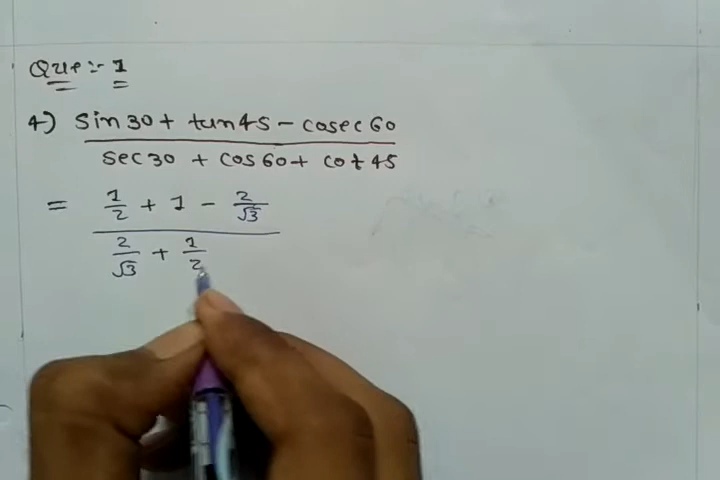 Que :- 1
4) sin 30 + tan 45 - cosec 60
sec 30 + cos 60 + cot 45
= 1/2 + 1 - 2/√3
2/√3 + 1/2